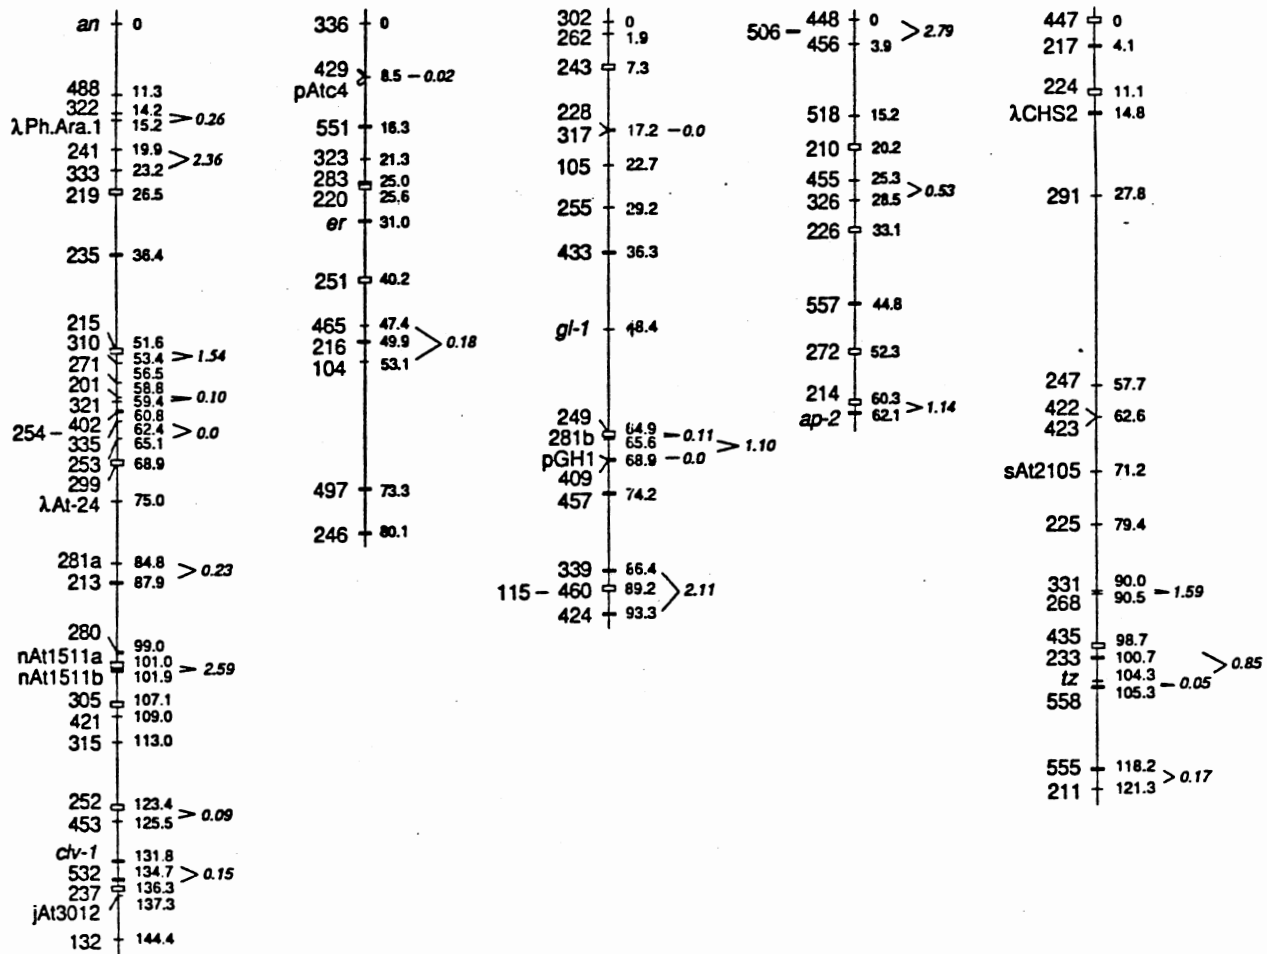 an 0
488 11.3
322 14.2
λPh.Ara.1 15.2 0.26
241 19.9
333 23.2 2.36
219 26.5
235 36.4
215
310 51.6
271 53.4 1.54
56.5
201 58.8
321 59.4 0.10
402 60.8
254 62.4 0.0
335 65.1
253 68.9
299
λAt-24 75.0
281a 84.8
213 87.9 0.23
280
nAt1511a 99.0
101.0
nAt1511b 101.9 2.59
305 107.1
421 109.0
315 113.0
252 123.4
453 125.5 0.09
clv-1 131.8
532 134.7 0.15
237 136.3
jAt3012 137.3
132 144.4
336 0
429
pAtc4 8.5 0.02
551 16.3
323 21.3
283 25.0
220 25.6
er 31.0
251 40.2
465 47.4
216 49.9 0.18
104 53.1
497 73.3
246 80.1
302 0
262 1.9
243 7.3
228
317 17.2 0.0
105 22.7
255 29.2
433 36.3
gl-1 48.4
249 64.9
281b 65.6 0.11
1.10
pGH1 68.9 0.0
409
457 74.2
339 86.4
115 460 89.2 2.11
424 93.3
448 0
506 2.79
456 3.9
518 15.2
210 20.2
455 25.3
326 28.5 0.53
226 33.1
557 44.8
272 52.3
214 60.3
ap-2 62.1 1.14
447 0
217 4.1
224 11.1
λCHS2 14.8
291 27.8
247 57.7
422 62.6
423
sAt2105 71.2
225 79.4
331 90.0
268 90.5 1.59
435 98.7
233 100.7 0.85
tz 104.3
558 105.3 0.05
555 118.2
211 121.3 0.17